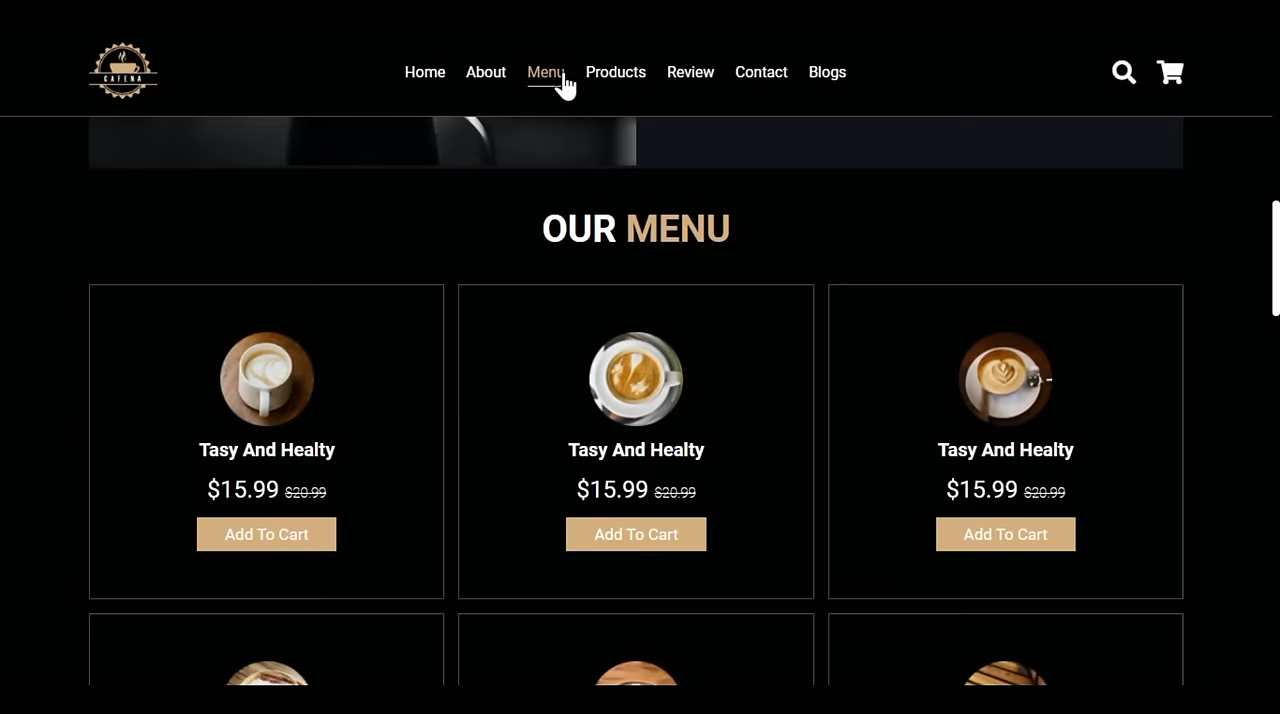 CAFENA
Home About Menu Products Review Contact Blogs
OUR MENU
Tasy And Healty Tasy And Healty Tasy And Healty
$15.99 $20.99 $15.99 $20.99 $15.99 $20.99
Add To Cart Add To Cart Add To Cart